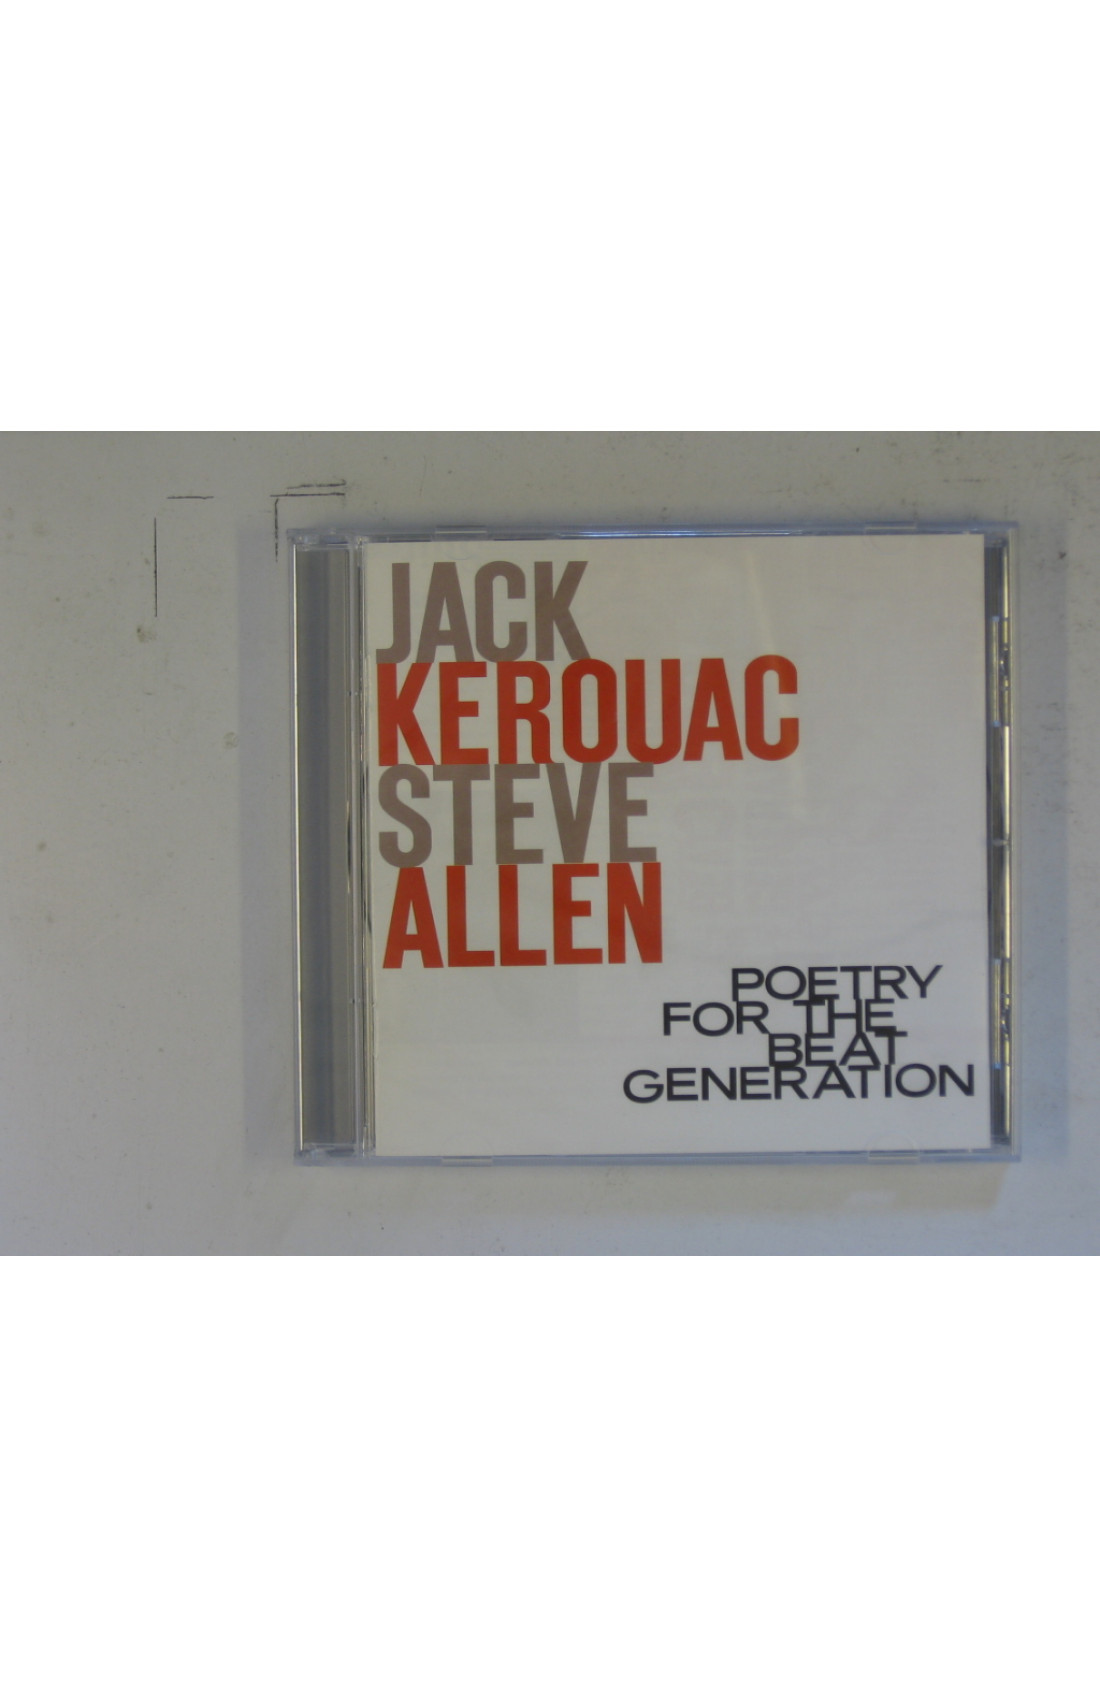 JACK
KEROUAC
STEVE
ALLEN
POETRY
FOR THE
BEAT
GENERATION